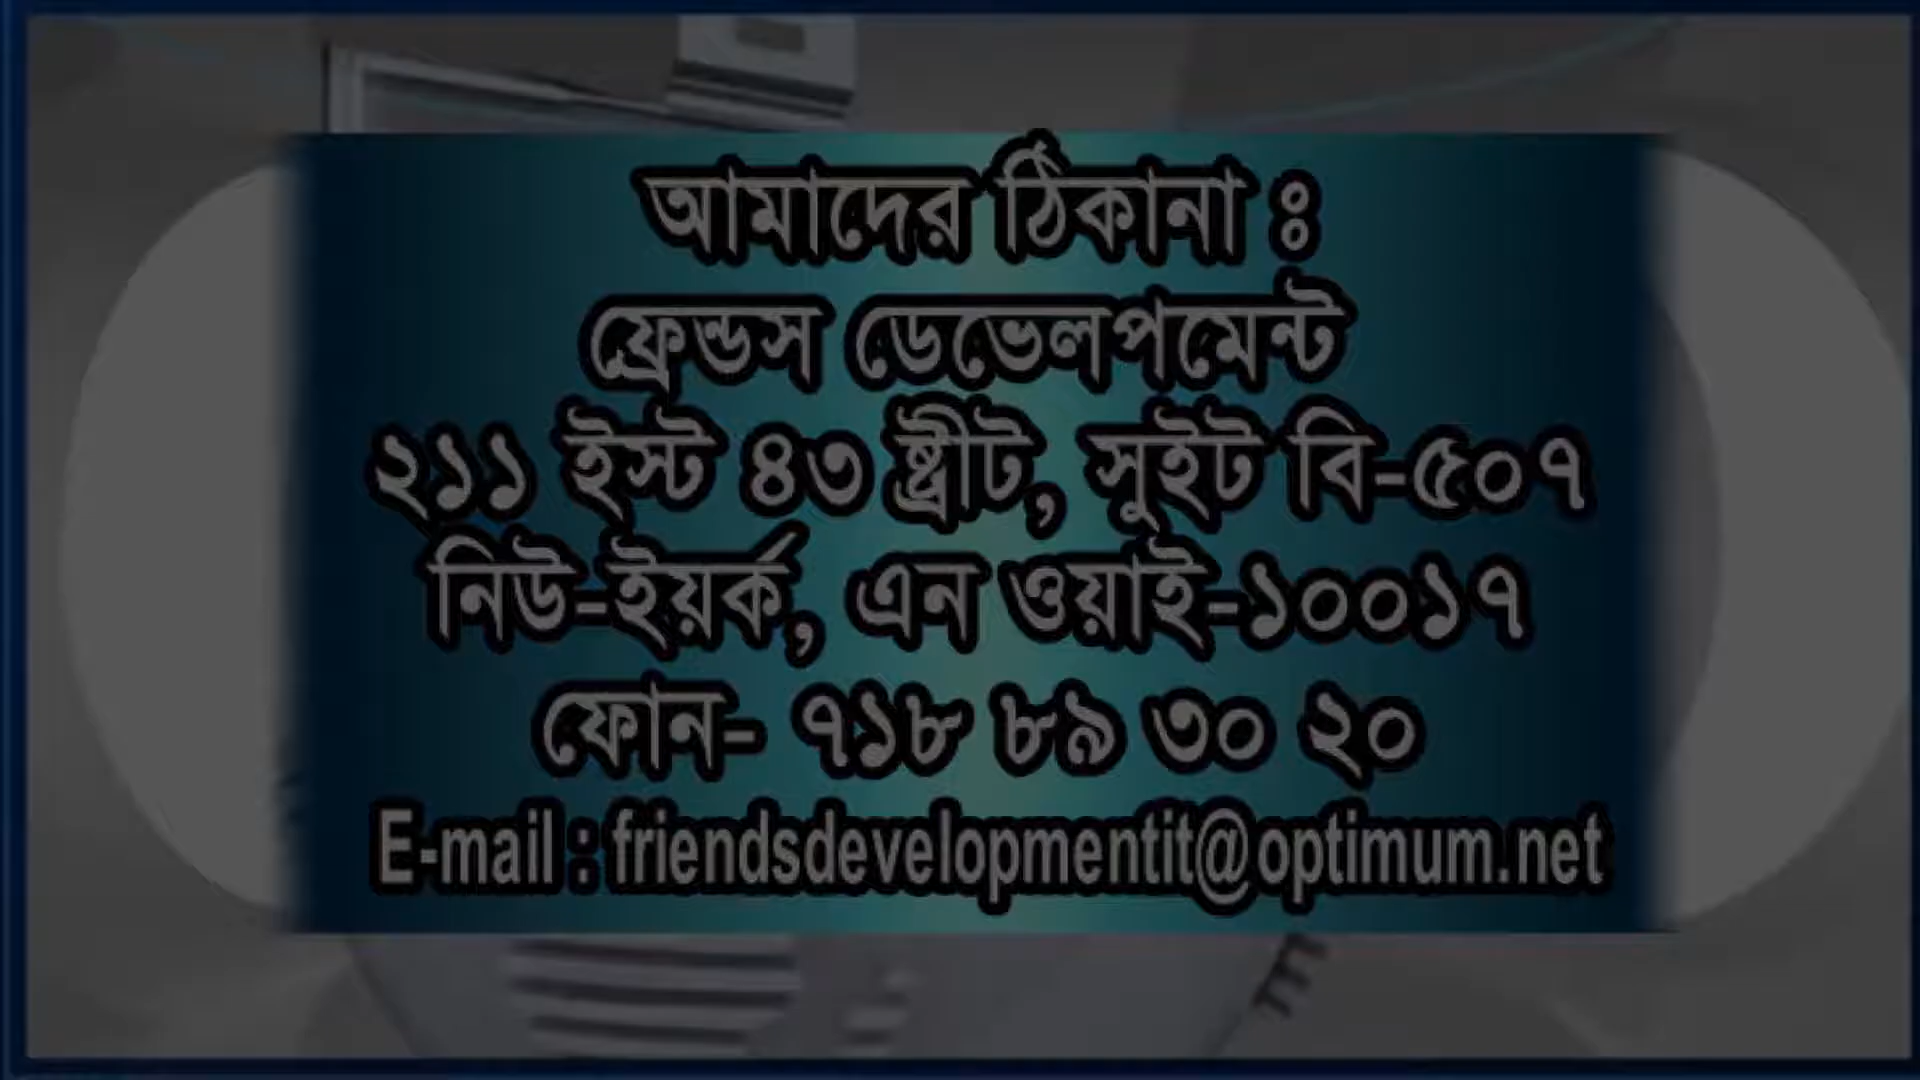 আমাদের ঠিকানা ঃ
ফ্রেন্ডস ডেভেলপমেন্ট
২১১ ইস্ট ৪৩ ষ্ট্রীট, সুইট বি-৫০৭
নিউ-ইয়র্ক, এন ওয়াই-১০০১৭
ফোন- ৭১৮ ৮৯ ৩০ ২০
E-mail : friendsdevelopmentit@optimum.net